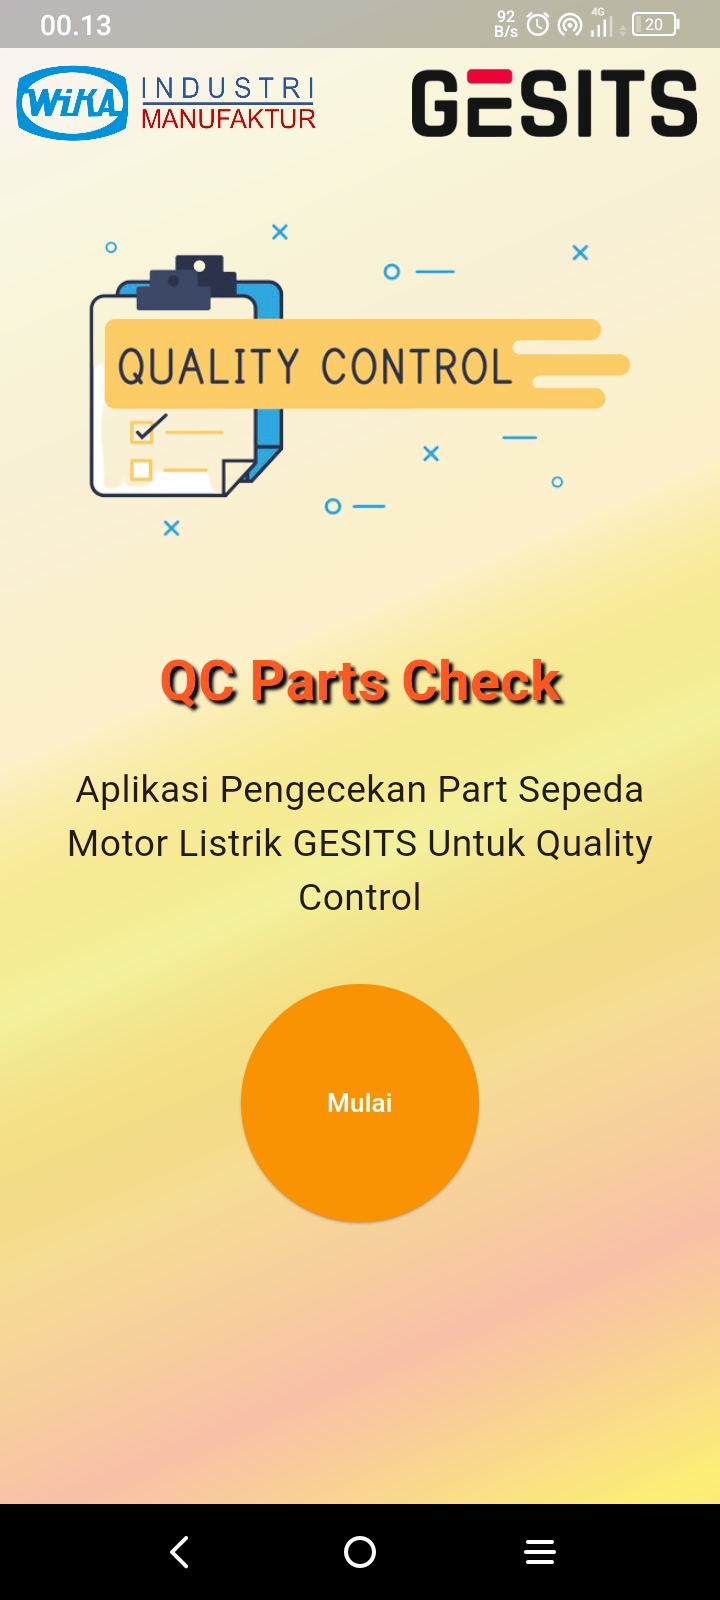 00.13
92
B/s
4G
20
WiKA
INDUSTRI
MANUFAKTUR
GESITS
QUALITY CONTROL
QC Parts Check
Aplikasi Pengecekan Part Sepeda
Motor Listrik GESITS Untuk Quality
Control
Mulai